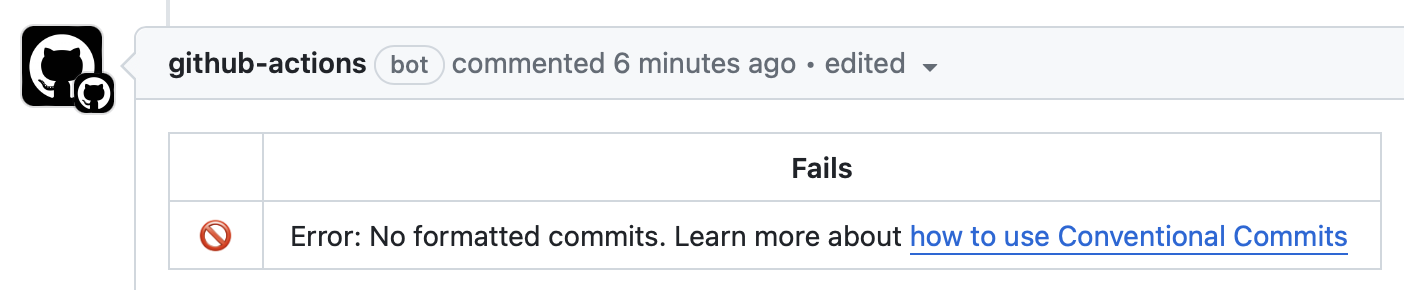 github-actions bot commented 6 minutes ago • edited
Fails
Error: No formatted commits. Learn more about how to use Conventional Commits